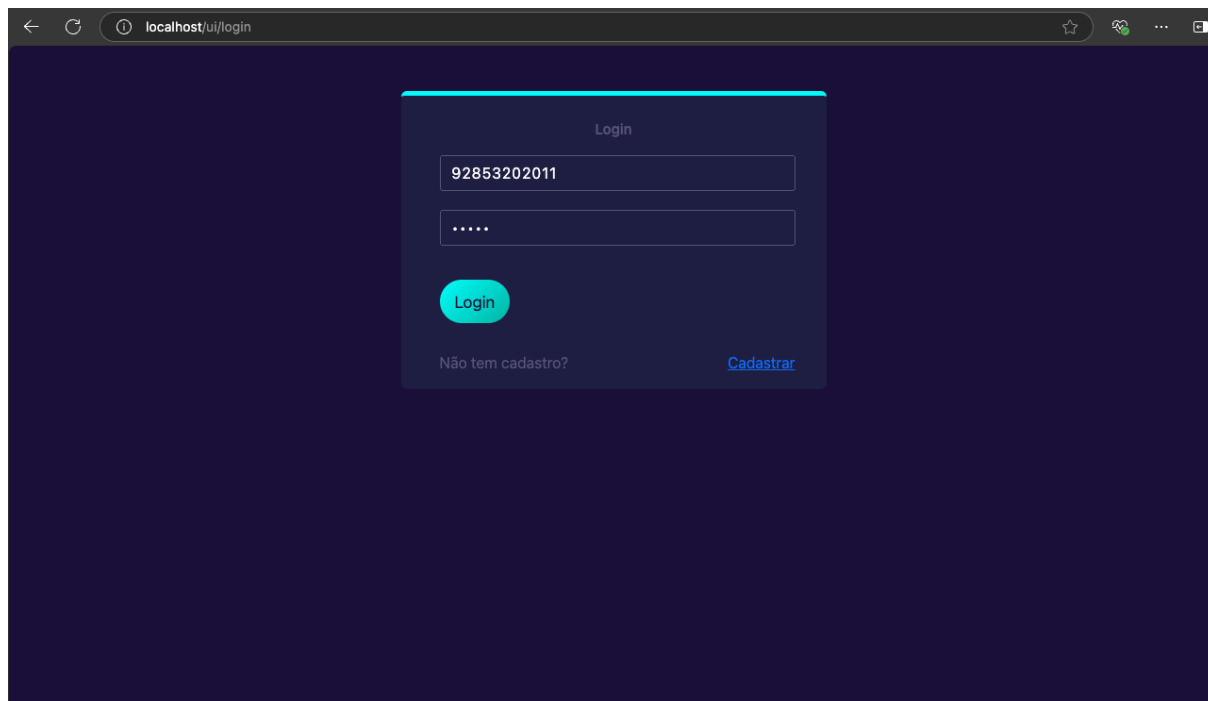 localhost/ui/login
Login
92853202011
•••••
Login
Não tem cadastro? Cadastrar